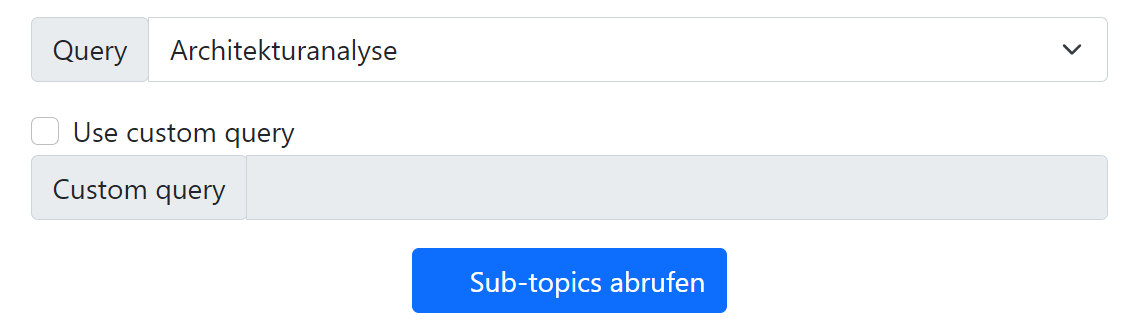 Query Architekturanalyse
Use custom query
Custom query
Sub-topics abrufen